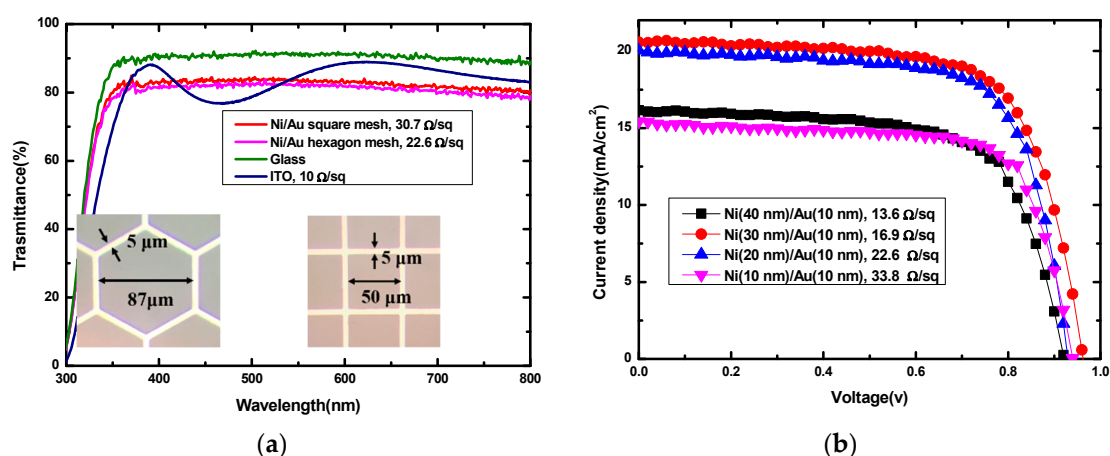 Trasmittance(%)
100
80
60
40
20
0
Ni/Au square mesh, 30.7 Ω/sq
Ni/Au hexagon mesh, 22.6 Ω/sq
Glass
ITO, 10 Ω/sq
5 μm
87μm
5 μm
50 μm
300 400 500 600 700 800
Wavelength(nm)
(a)
Current density(mA/cm²)
20
15
10
5
0
Ni(40 nm)/Au(10 nm), 13.6 Ω/sq
Ni(30 nm)/Au(10 nm), 16.9 Ω/sq
Ni(20 nm)/Au(10 nm), 22.6 Ω/sq
Ni(10 nm)/Au(10 nm), 33.8 Ω/sq
0.0 0.2 0.4 0.6 0.8 1.0
Voltage(v)
(b)